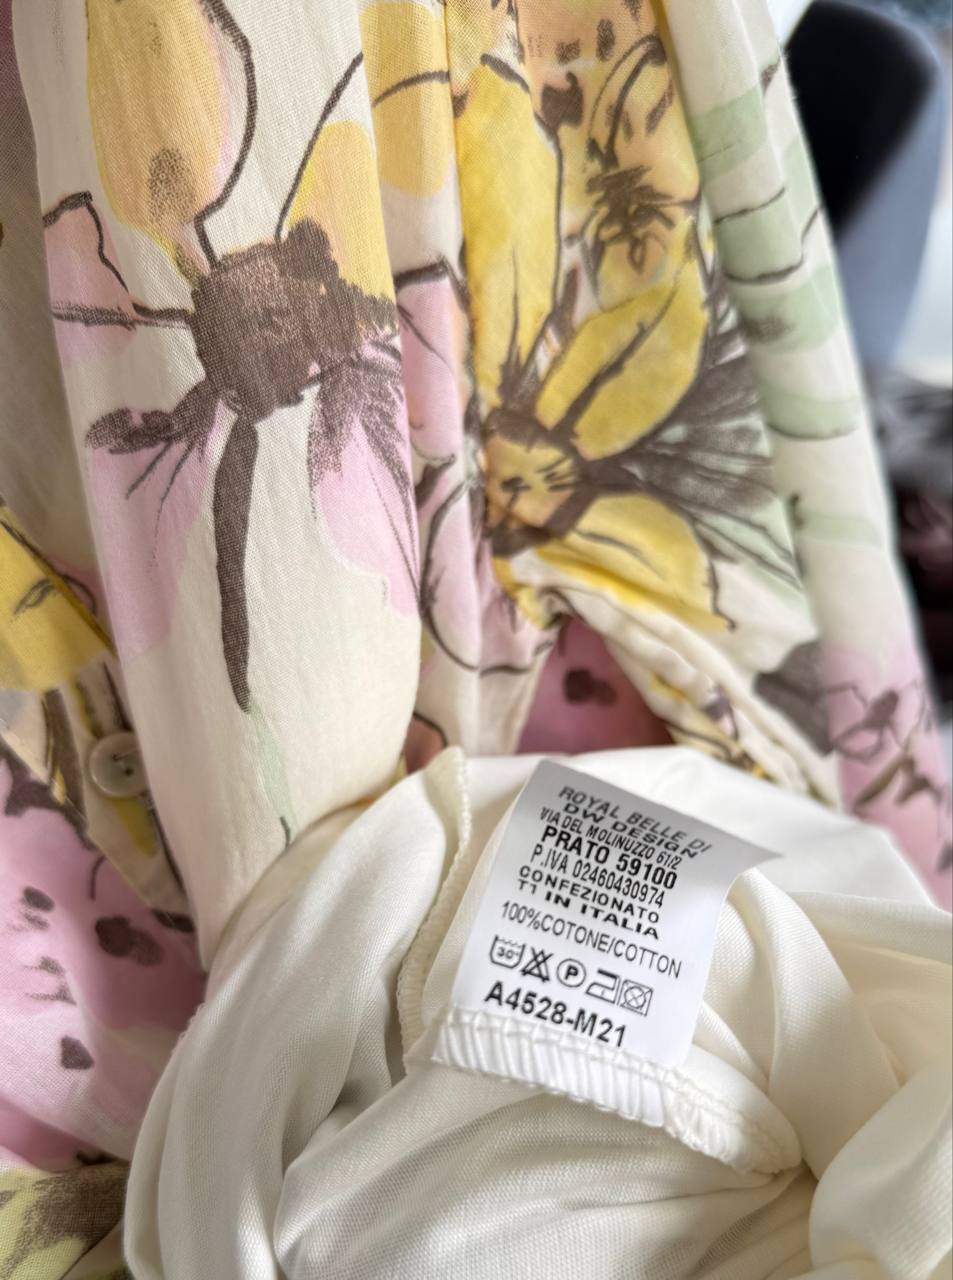 ROYAL BELLE DI
DW DESIGN
VIA DEL MOLINUZZO 61/2
PRATO 59100
P.IVA 02460430974
CONFEZIONATO
T1 IN ITALIA
100%COTONE/COTTON
30° P
A4528-M21